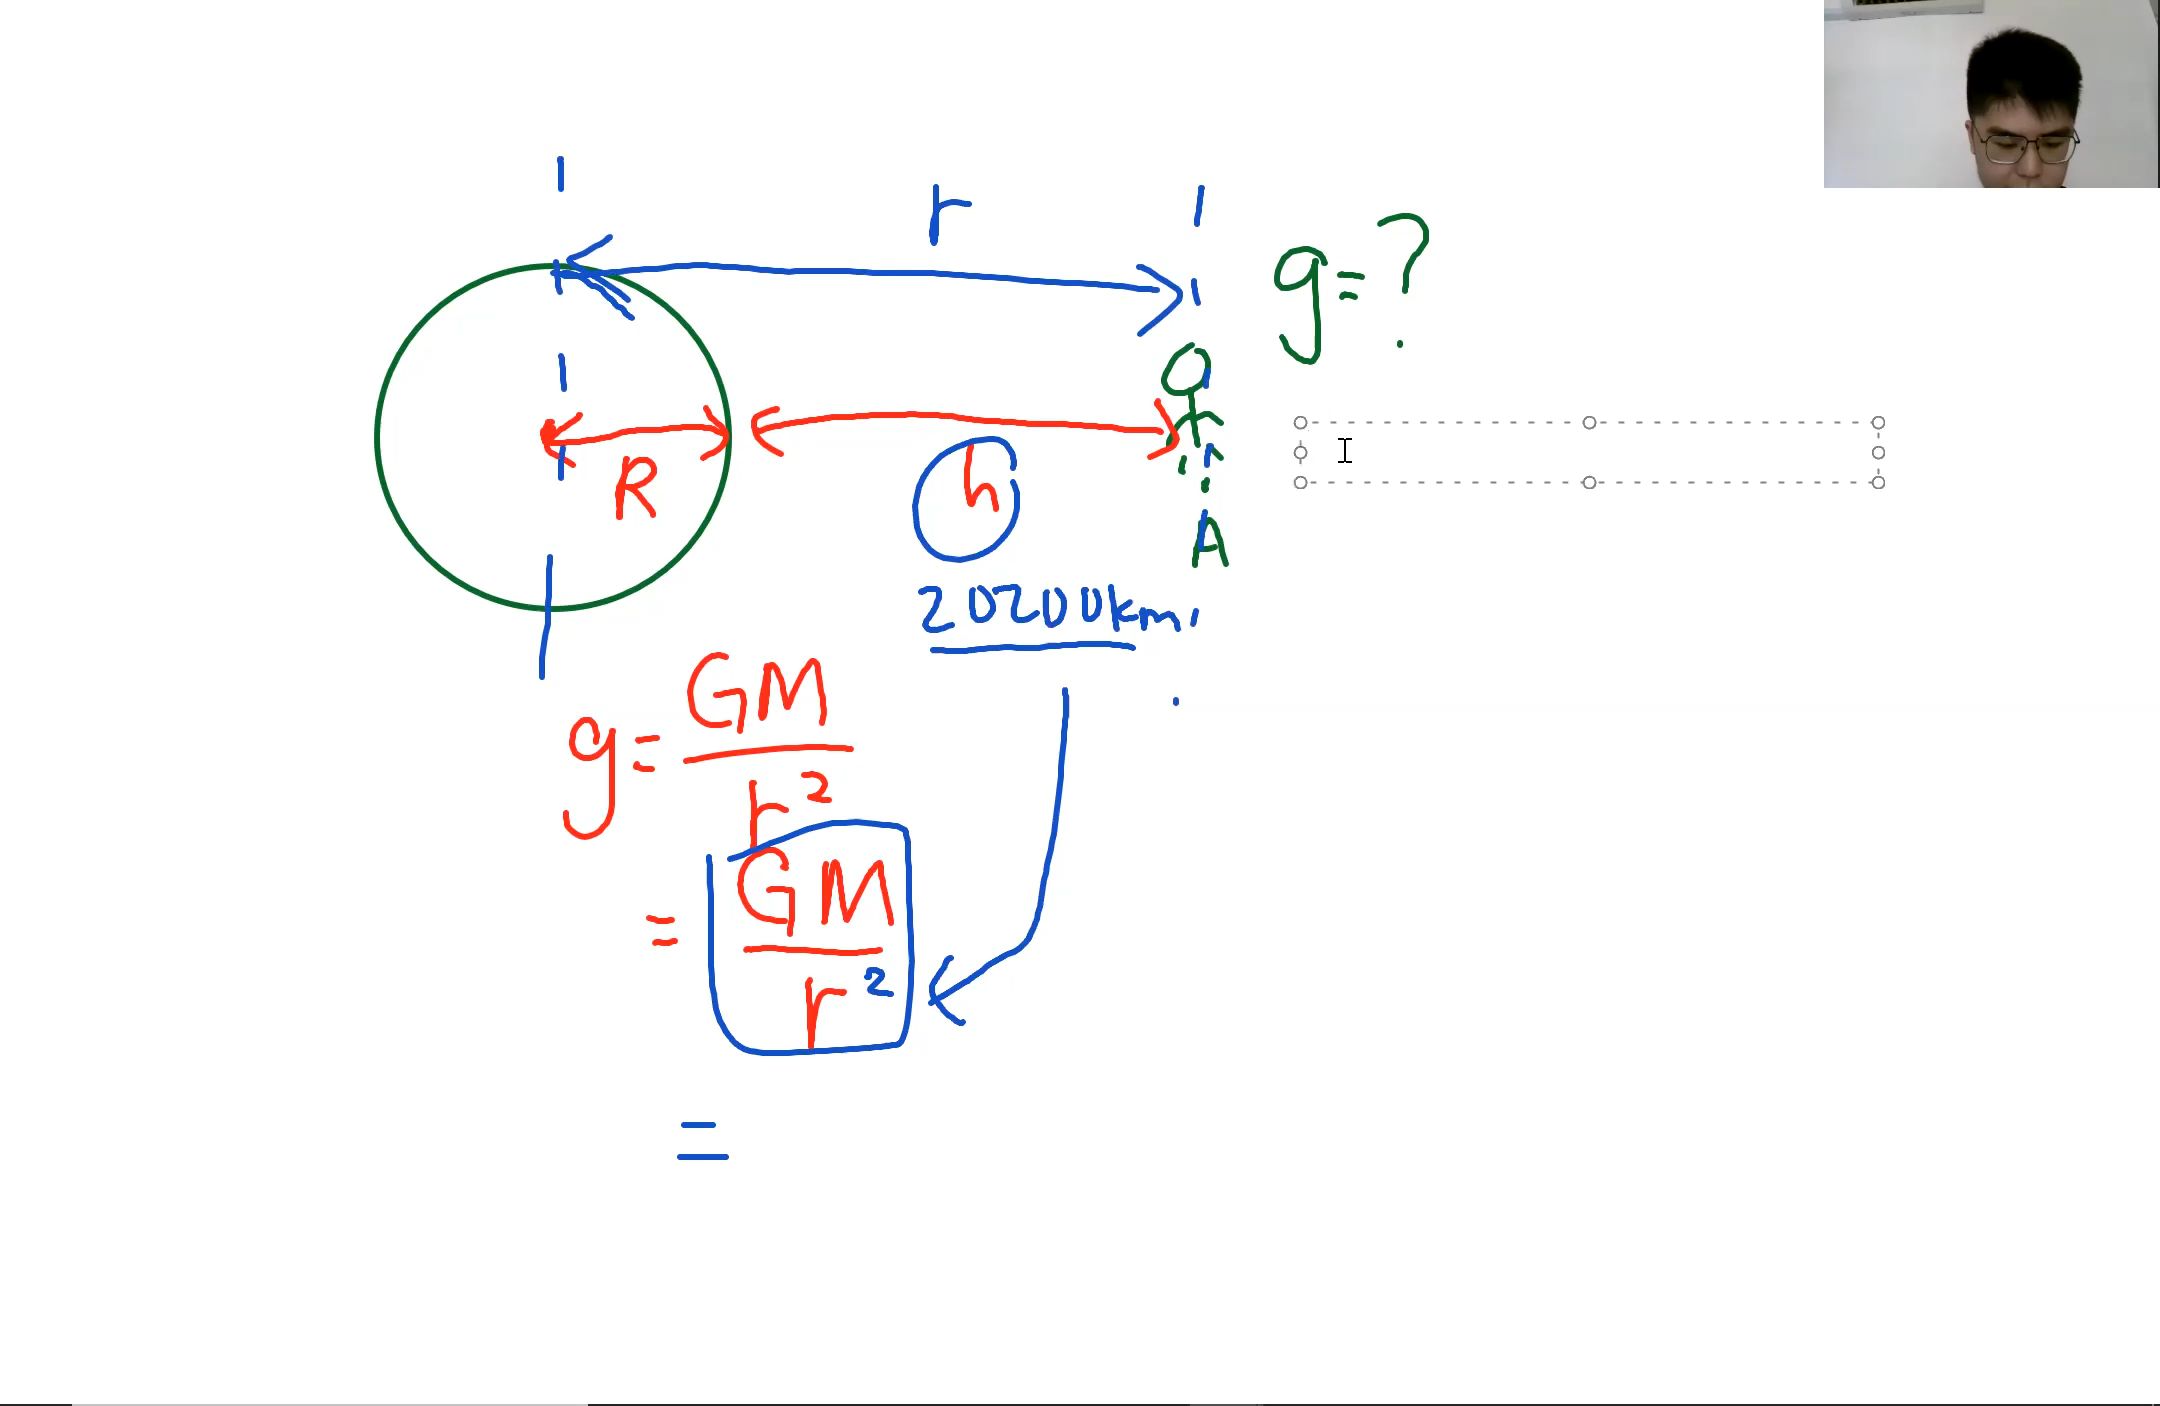 r
g=?
R
h
A
20200km
g = GM / r²
= GM / r²
=